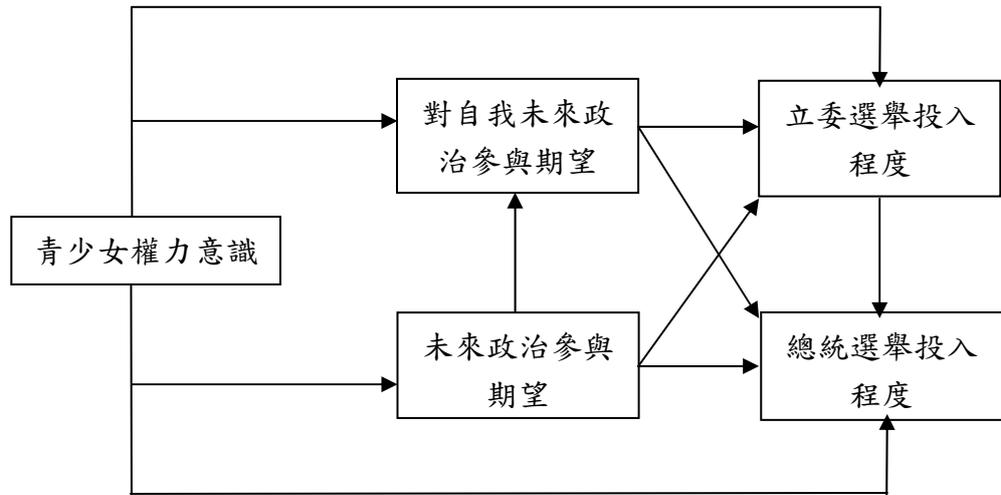 對自我未來政
治參與期望
立委選舉投入
程度
青少女權力意識
未來政治參與
期望
總統選舉投入
程度